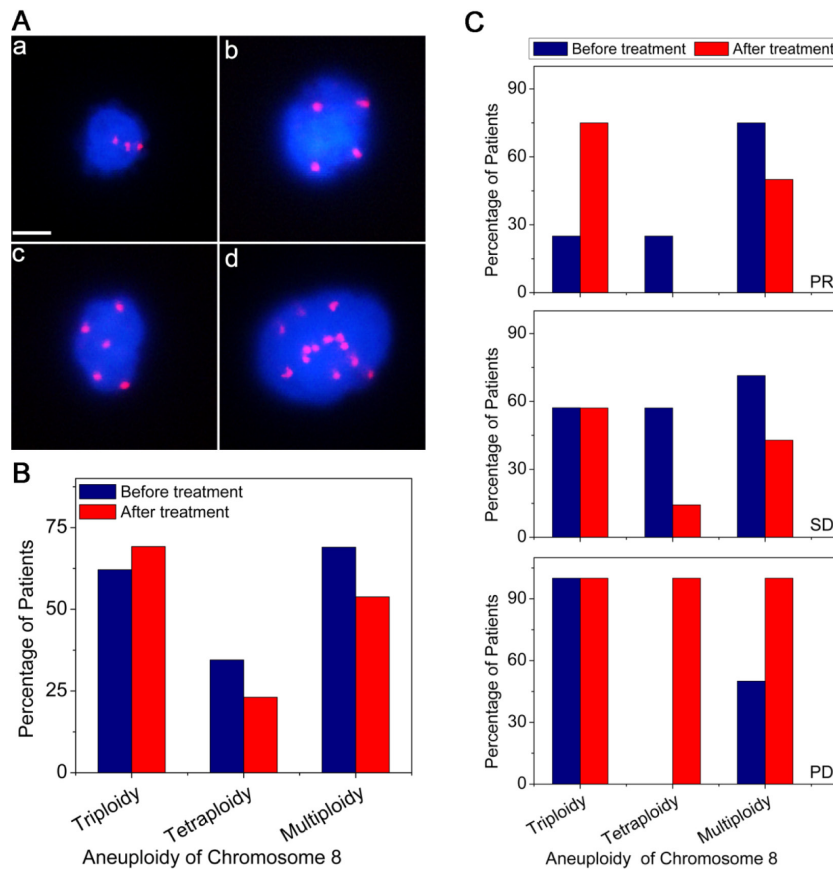 A
a
b
c
d
B
Before treatment
After treatment
Percentage of Patients
75
50
25
0
Triploidy
Tetraploidy
Multiploidy
Aneuploidy of Chromosome 8
C
Before treatment After treatment
Percentage of Patients
90
60
30
0
PR
Percentage of Patients
90
60
30
0
SD
Percentage of Patients
90
60
30
0
PD
Triploidy
Tetraploidy
Multiploidy
Aneuploidy of Chromosome 8